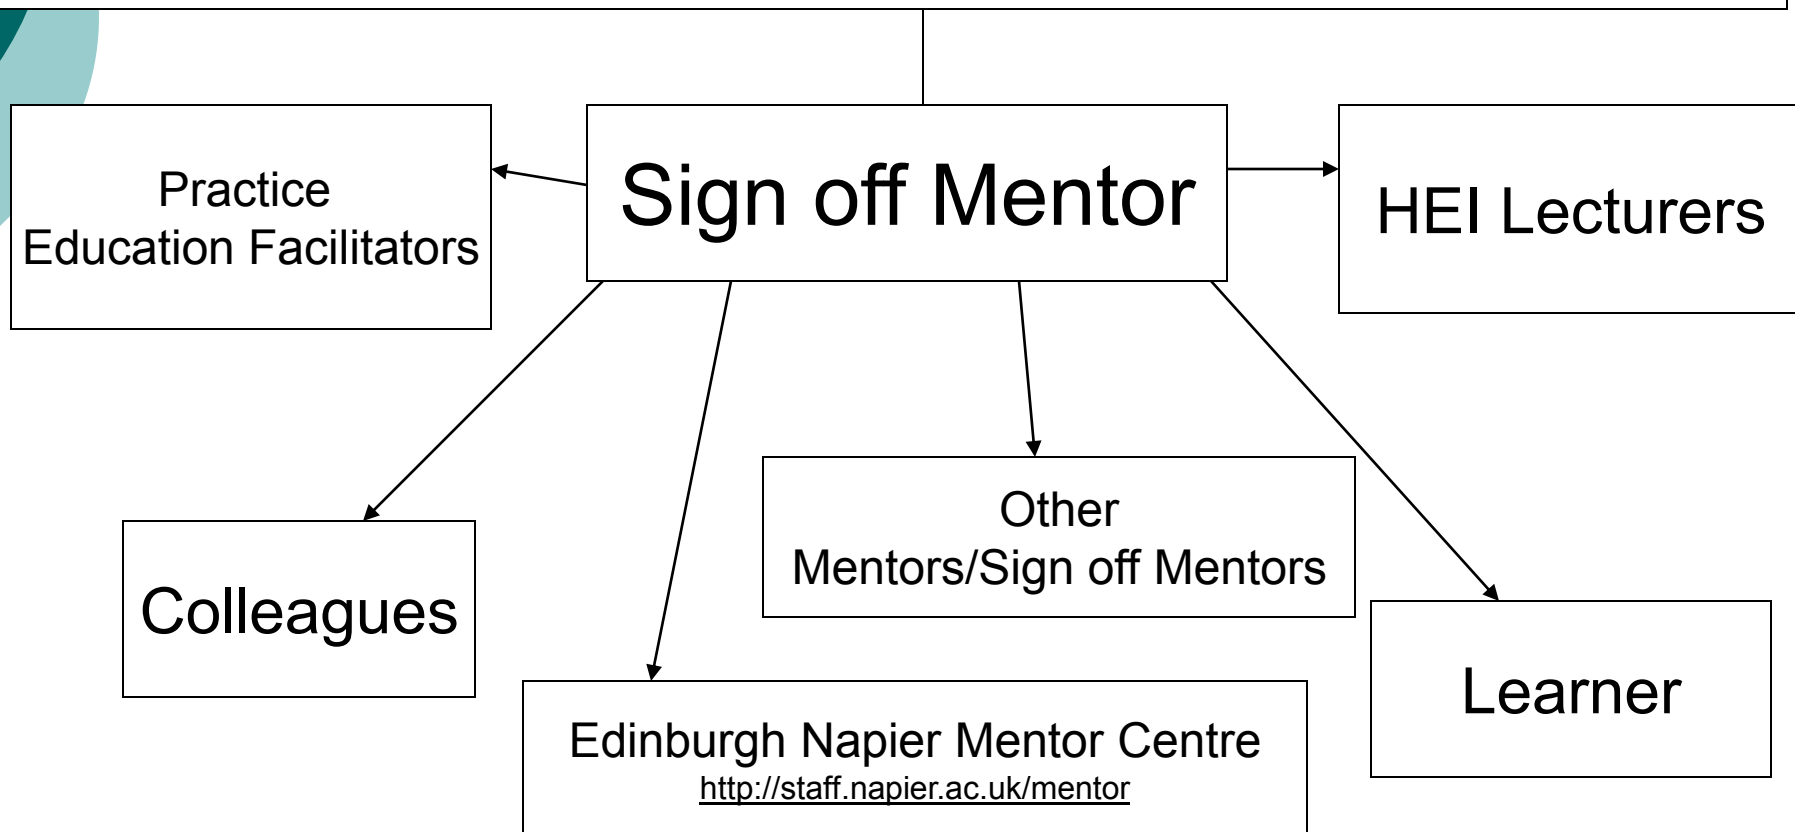 Practice
Education Facilitators
Sign off Mentor
HEI Lecturers
Colleagues
Other
Mentors/Sign off Mentors
Learner
Edinburgh Napier Mentor Centre
http://staff.napier.ac.uk/mentor